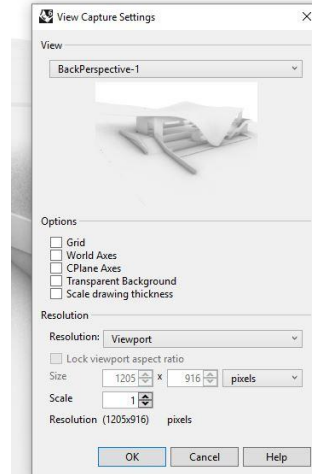 View Capture Settings
View
BackPerspective-1
Options
Grid
World Axes
CPlane Axes
Transparent Background
Scale drawing thickness
Resolution
Resolution: Viewport
Lock viewport aspect ratio
Size 1205 x 916 pixels
Scale 1
Resolution (1205x916) pixels
OK Cancel Help